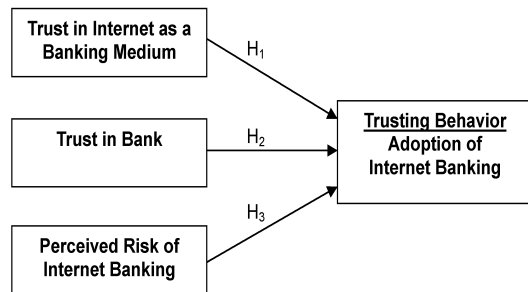 Trust in Internet as a
Banking Medium
H₁
Trust in Bank
H₂
Perceived Risk of
Internet Banking
H₃
Trusting Behavior
Adoption of
Internet Banking